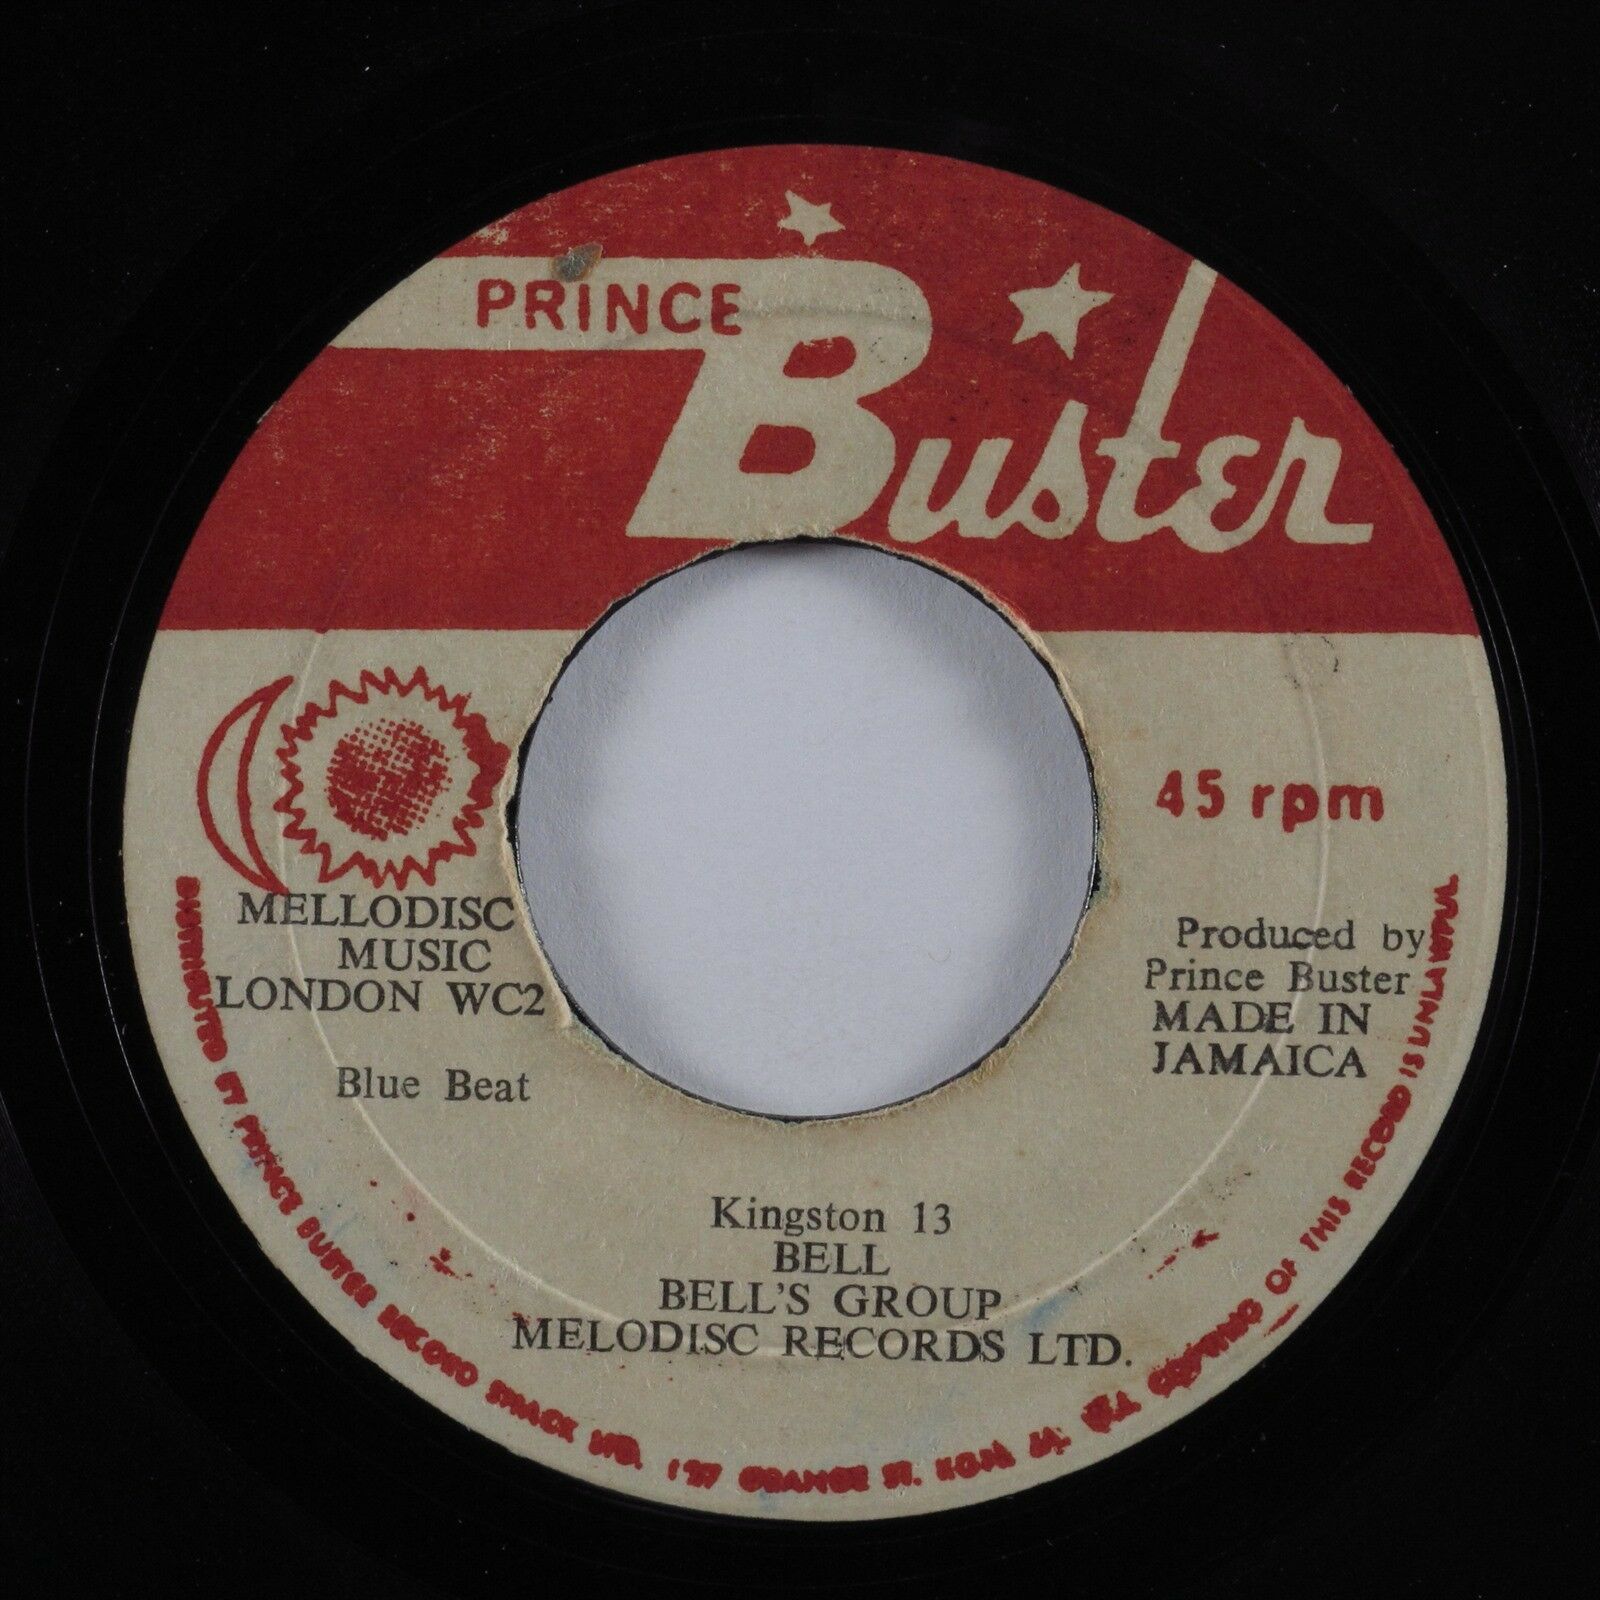 PRINCE
Buster
45 rpm
MELLODISC
MUSIC
LONDON WC2
Blue Beat
Produced by
Prince Buster
MADE IN
JAMAICA
Kingston 13
BELL
BELL'S GROUP
MELODISC RECORDS LTD.
DISTRIBUTED BY PRINCE BUSTER RECORD SHACK LTD. 127 ORANGE ST. KGN. JA. COPYING OF THIS RECORD IS UNLAWFUL